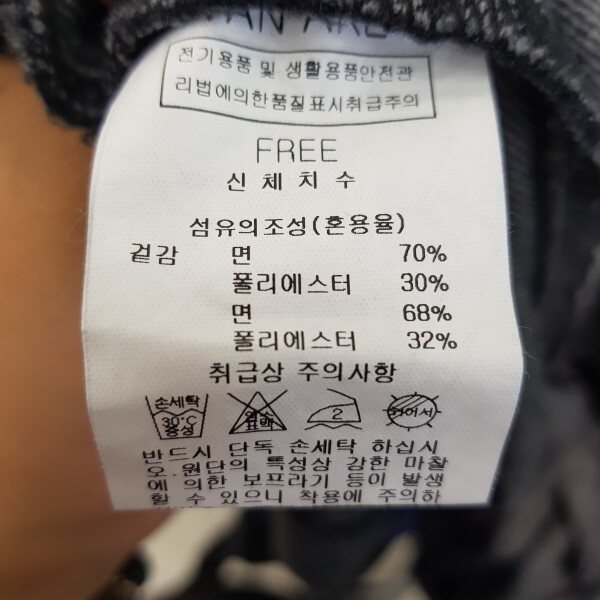 전기용품 및 생활용품안전관
리법에의한품질표시취급주의
FREE
신체치수
섬유의조성(혼용율)
겉감 면 70%
폴리에스터 30%
면 68%
폴리에스터 32%
취급상 주의사항
손세탁 30°C 중성
염소 표백
2
드라이
반드시 단독 손세탁 하십시
오.원단의 특성상 강한 마찰
에 의한 보프라기 등이 발생
할 수 있으니 착용에 주의하